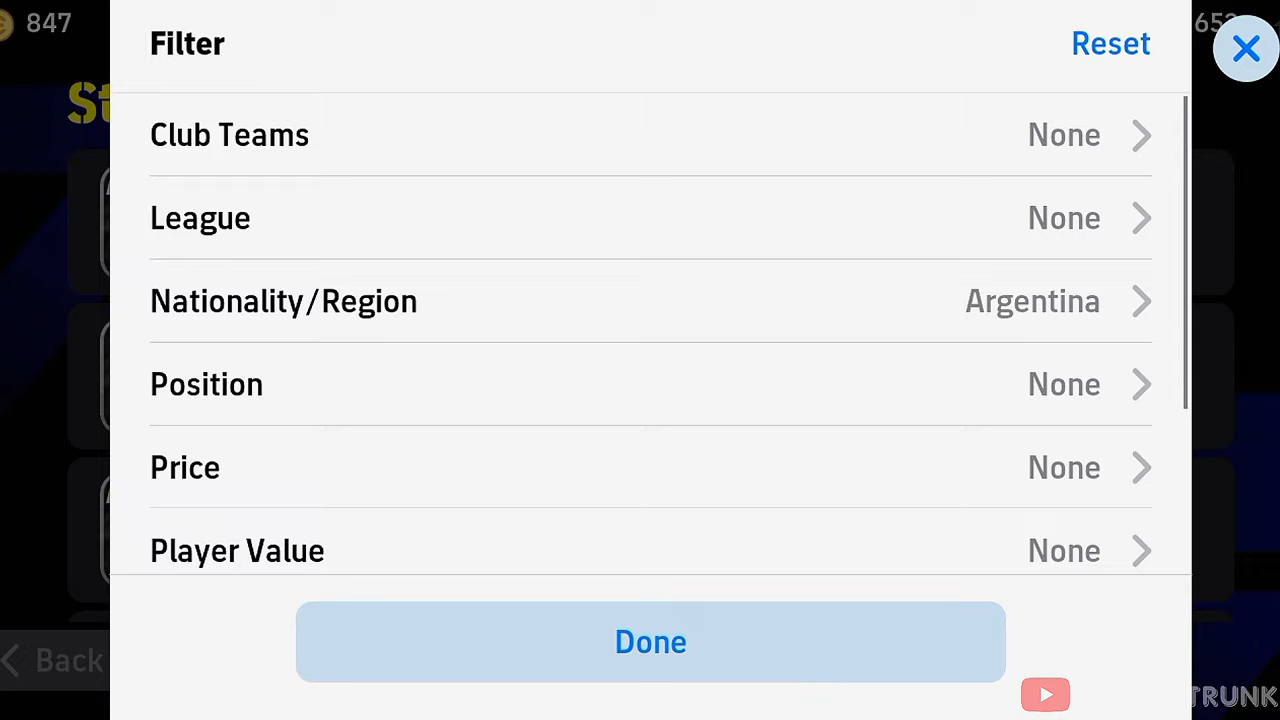 847
Filter
Reset
Club Teams None
League None
Nationality/Region Argentina
Position None
Price None
Player Value None
Done
Back
TRUNK